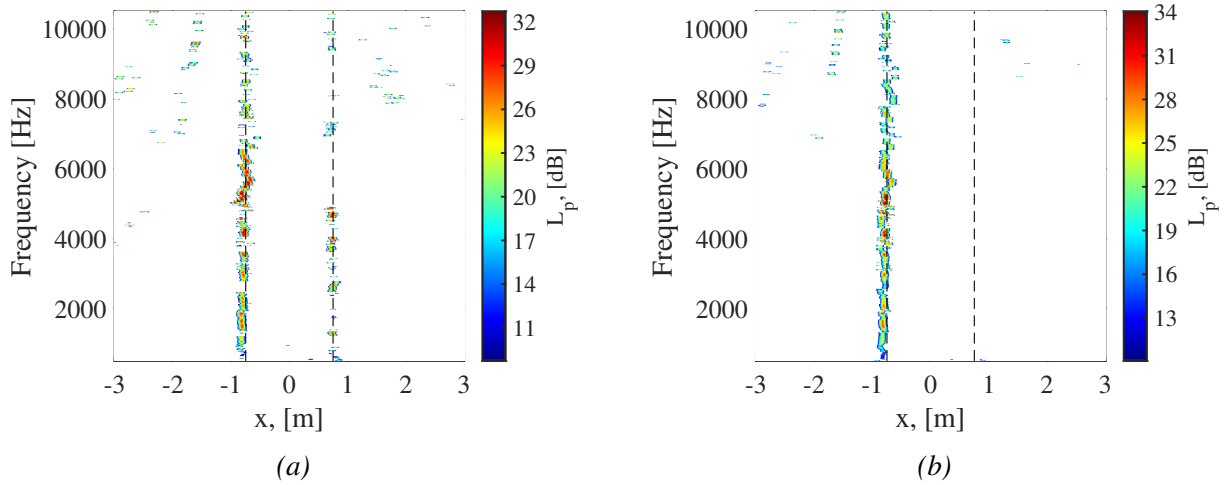 10000
8000
6000
4000
2000
Frequency [Hz]
-3 -2 -1 0 1 2 3
x, [m]
32
29
26
23
20
17
14
11
L_p, [dB]
(a)
10000
8000
6000
4000
2000
Frequency [Hz]
-3 -2 -1 0 1 2 3
x, [m]
34
31
28
25
22
19
16
13
L_p, [dB]
(b)